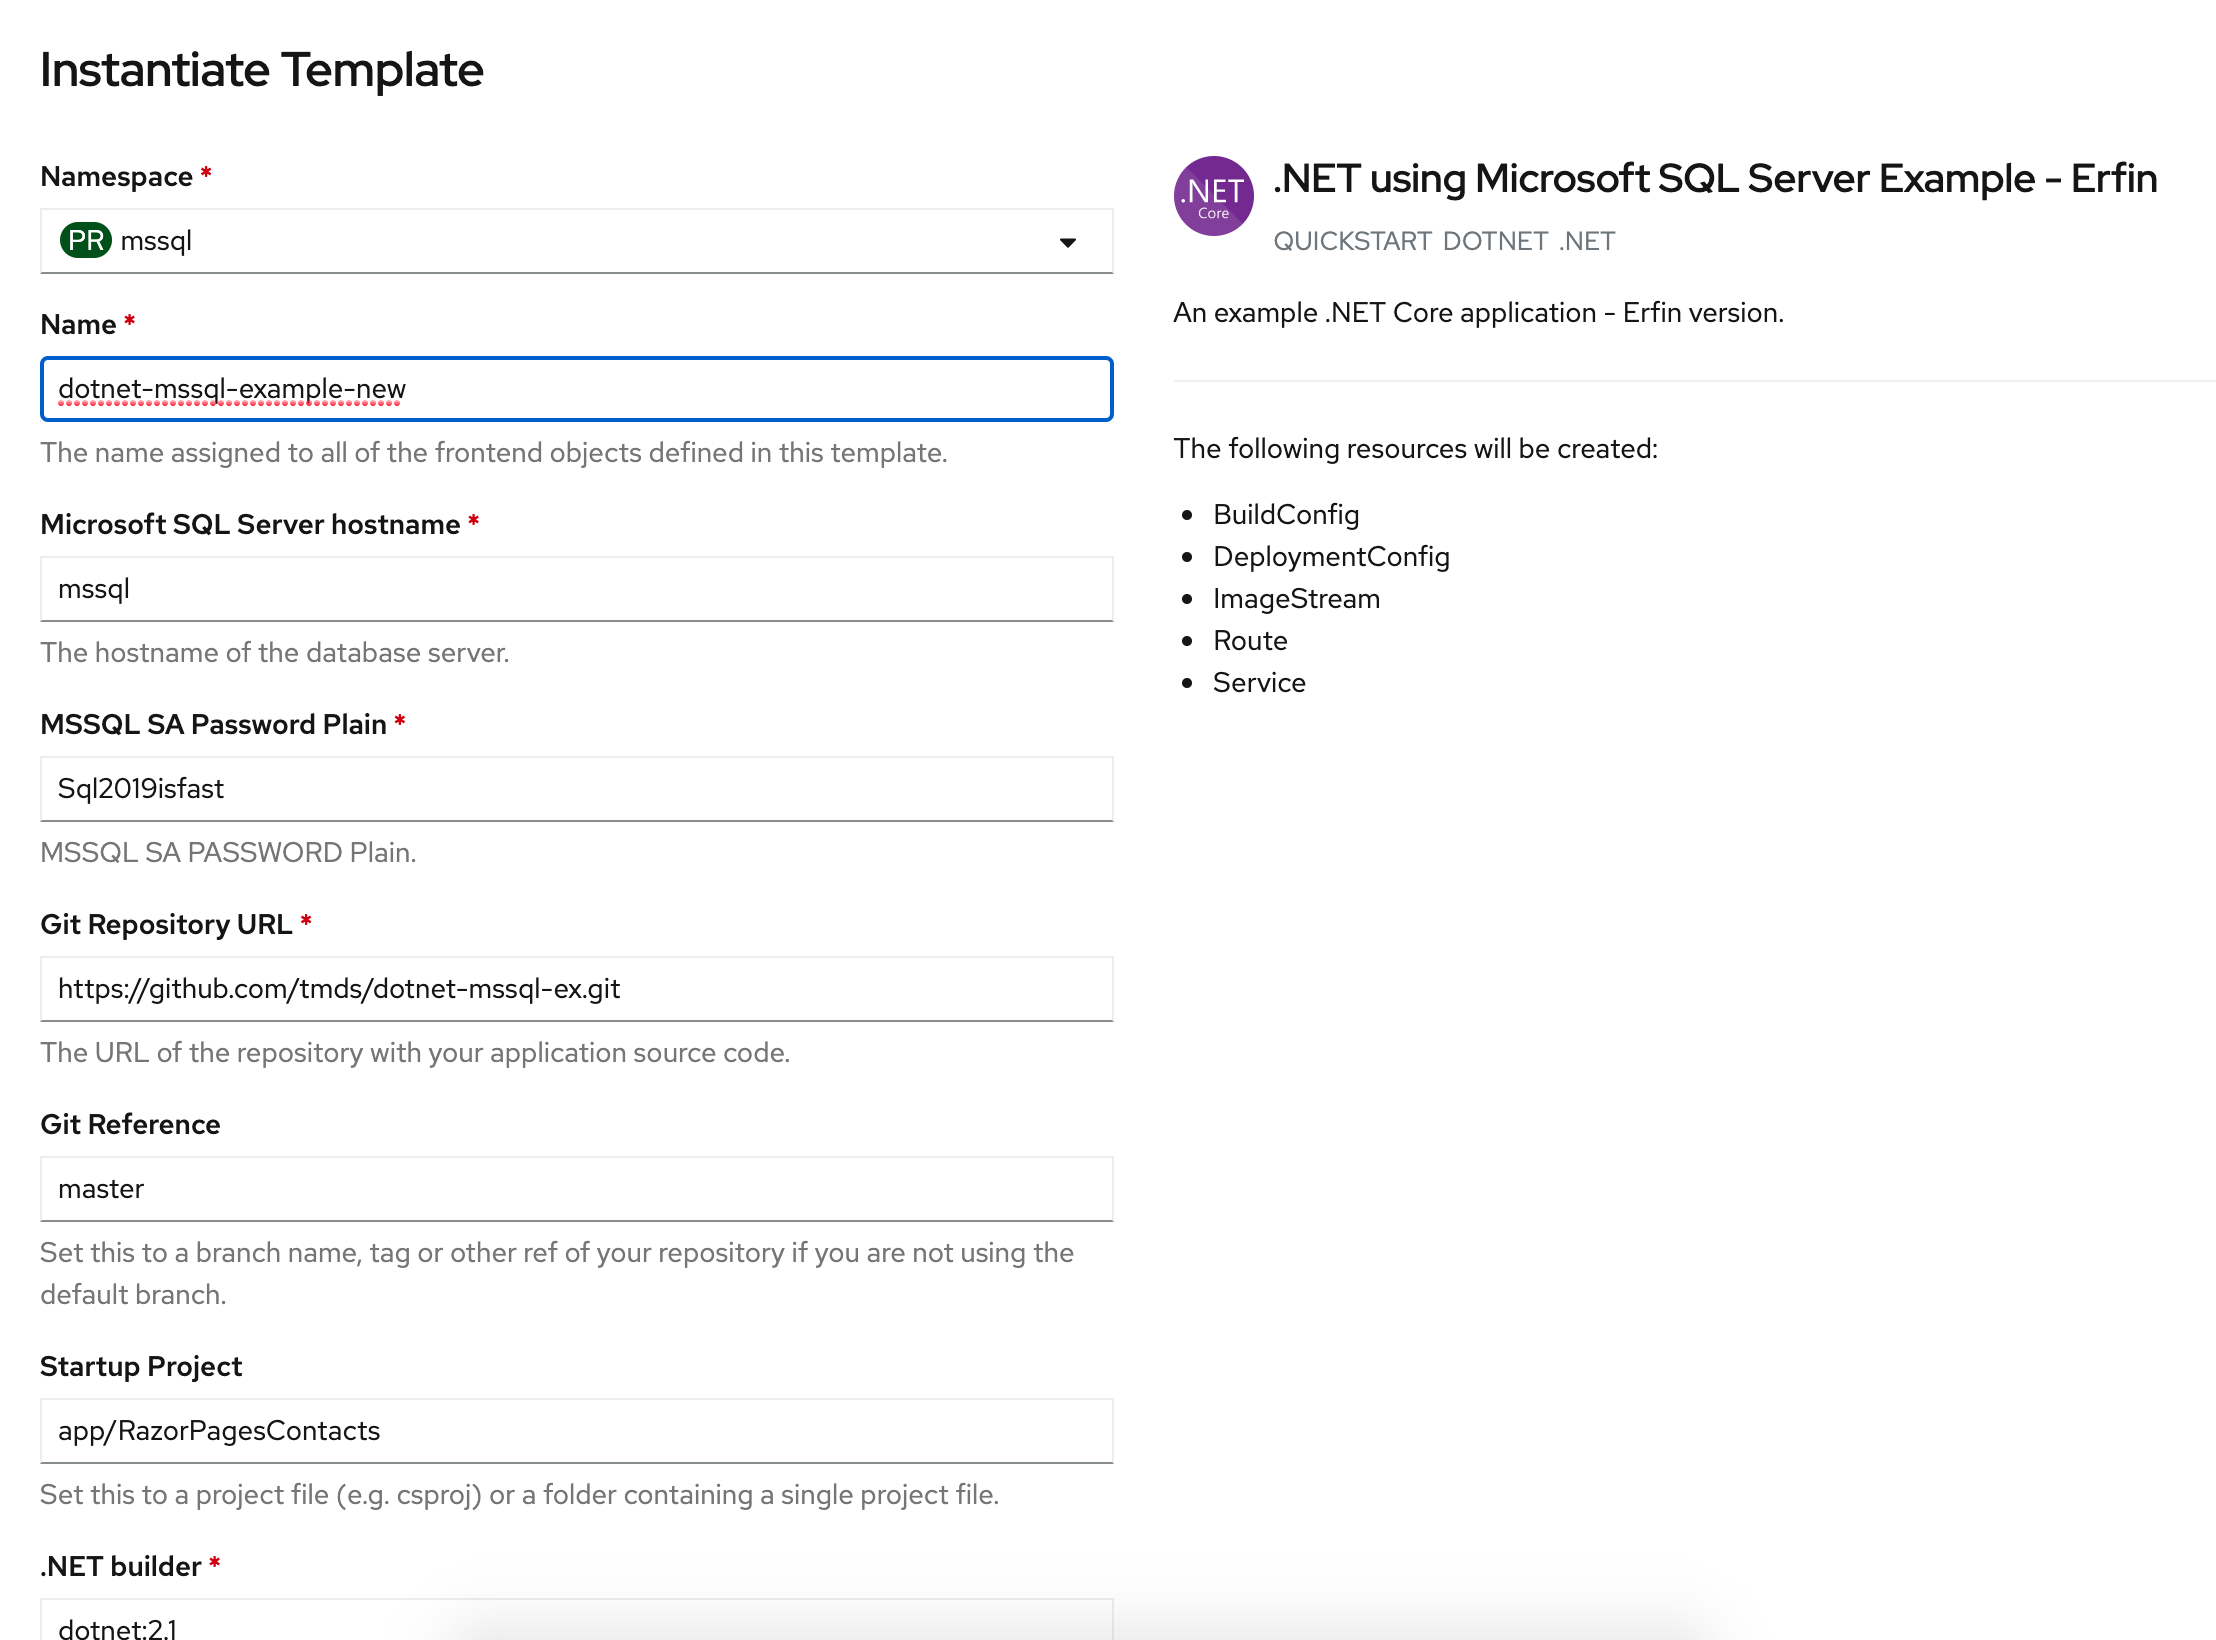 Instantiate Template
Namespace *
PR mssql
Name *
dotnet-mssql-example-new
The name assigned to all of the frontend objects defined in this template.
Microsoft SQL Server hostname *
mssql
The hostname of the database server.
MSSQL SA Password Plain *
Sql2019isfast
MSSQL SA PASSWORD Plain.
Git Repository URL *
https://github.com/tmds/dotnet-mssql-ex.git
The URL of the repository with your application source code.
Git Reference
master
Set this to a branch name, tag or other ref of your repository if you are not using the
default branch.
Startup Project
app/RazorPagesContacts
Set this to a project file (e.g. csproj) or a folder containing a single project file.
.NET builder *
dotnet:2.1
.NET
Core
.NET using Microsoft SQL Server Example - Erfin
QUICKSTART DOTNET .NET
An example .NET Core application - Erfin version.
The following resources will be created:
• BuildConfig
• DeploymentConfig
• ImageStream
• Route
• Service